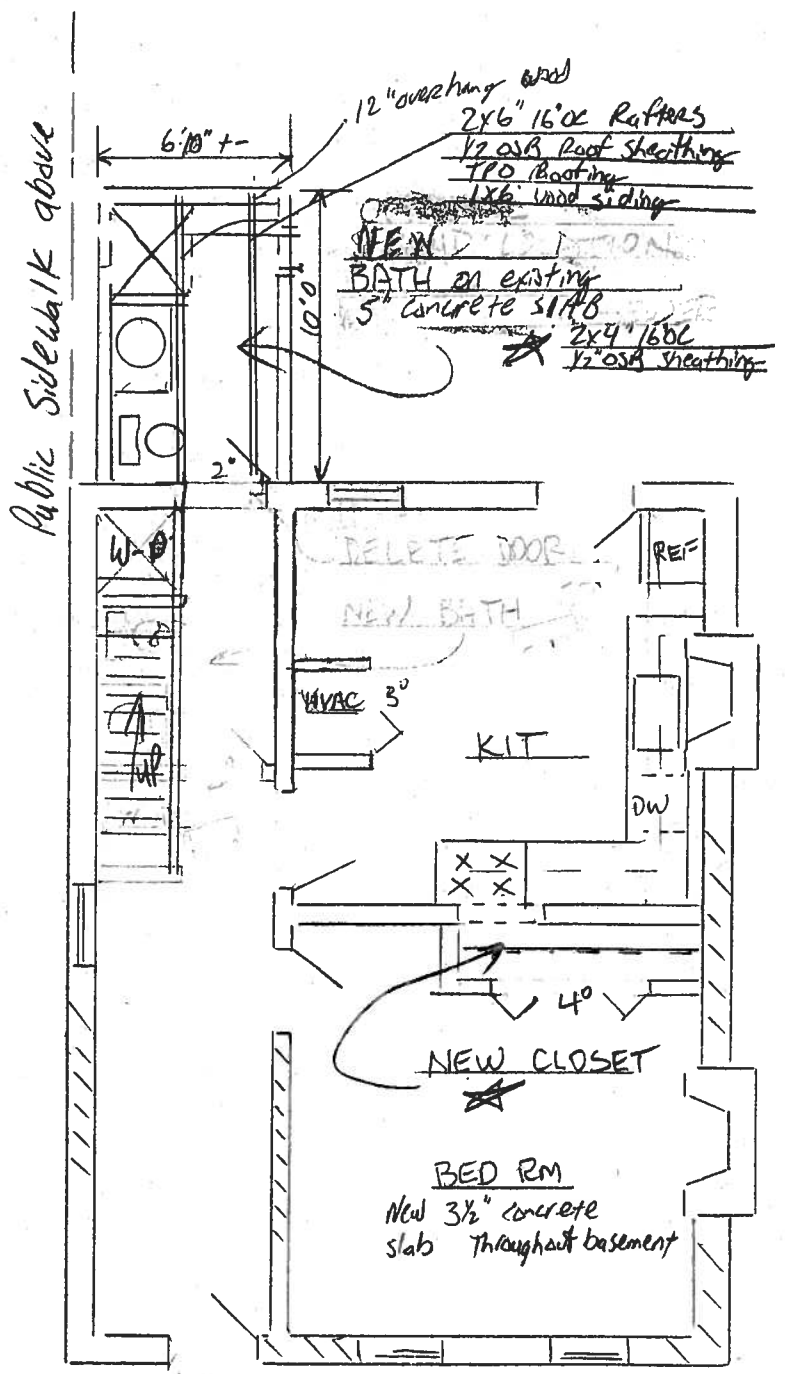 12" overhang wood
2x6" 16"OC Rafters
1/2 OSB Roof sheathing
TPO Roofing
1x6 wood siding
6'10" +-
Public Sidewalk above
NEW
BATH on existing
5" concrete SLAB
10'0
2x4" 16"OC
1/2" OSB sheathing
2°
W-D
DELETE DOOR
NEW BATH
REF
HVAC 3°
UP
KIT
DW
4°
NEW CLOSET
BED RM
New 3½" concrete
slab Throughout basement